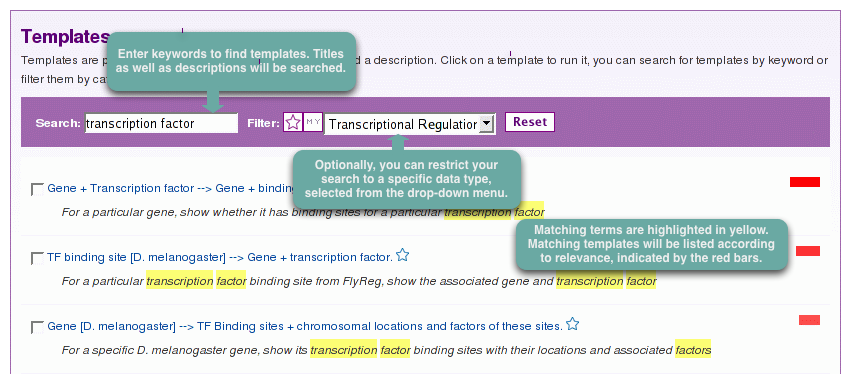 Templates
Enter keywords to find templates. Titles
as well as descriptions will be searched.
Templates are p d a description. Click on a template to run it, you can search for templates by keyword or
filter them by ca
Search: transcription factor Filter: MY Transcriptional Regulation Reset
Optionally, you can restrict your
search to a specific data type,
selected from the drop-down menu.
Gene + Transcription factor --> Gene + bindin
For a particular gene, show whether it has binding sites for a particular transcription factor
Matching terms are highlighted in yellow.
Matching templates will be listed according
to relevance, indicated by the red bars.
TF binding site [D. melanogaster] --> Gene + transcription factor.
For a particular transcription factor binding site from FlyReg, show the associated gene and transcription factor
Gene [D. melanogaster] --> TF Binding sites + chromosomal locations and factors of these sites.
For a specific D. melanogaster gene, show its transcription factor binding sites with their locations and associated factors